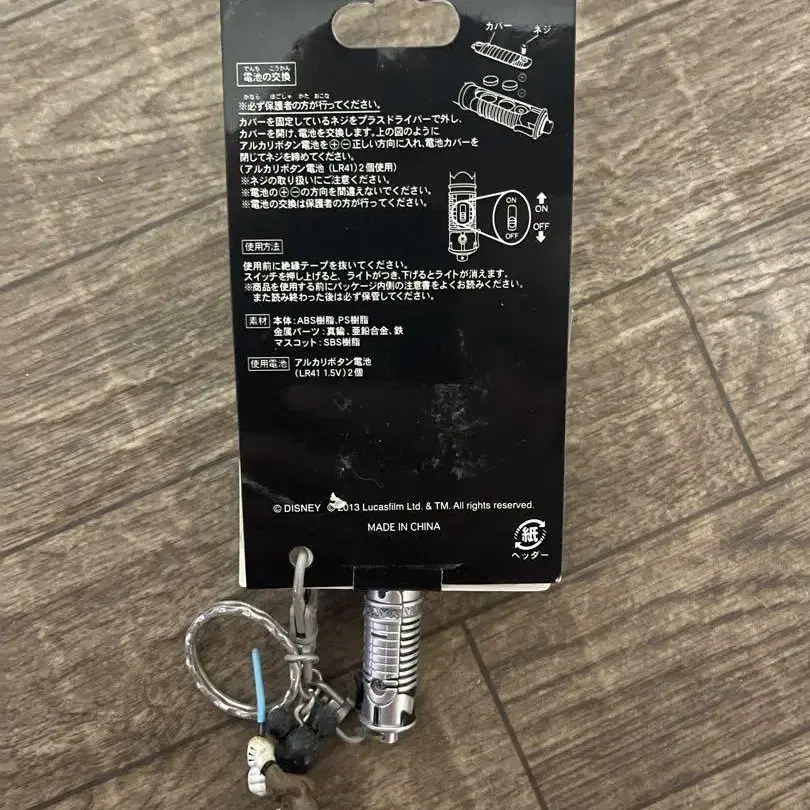 カバー
ネジ
でんち こうかん
電池の交換
かなら ほごしゃ かた おこな
※必ず保護者の方が行ってください。
カバーを固定しているネジをプラスドライバーで外し、
カバーを開け、電池を交換します。上の図のように
アルカリボタン電池を⊕⊖正しい方向に入れ、電池カバーを
閉じてネジを締めてください。
(アルカリボタン電池(LR41)2個使用)
※ネジの取り扱いにご注意ください。
※電池の⊕⊖の方向を間違えないでください。
※電池の交換は保護者の方が行ってください。
ON
OFF
ON
OFF
使用方法
使用前に絶縁テープを抜いてください。
スイッチを押し上げると、ライトがつき、下げるとライトが消えます。
※商品を使用する前にパッケージ内側の注意書をよくお読みください。
また読み終わった後は必ず保管してください。
素材 本体:ABS樹脂,PS樹脂
金属パーツ:真鍮、亜鉛合金、鉄
マスコット:SBS樹脂
使用電池 アルカリボタン電池
(LR41 1.5V)2個
© DISNEY © 2013 Lucasfilm Ltd. & TM. All rights reserved.
MADE IN CHINA
紙
ヘッダー